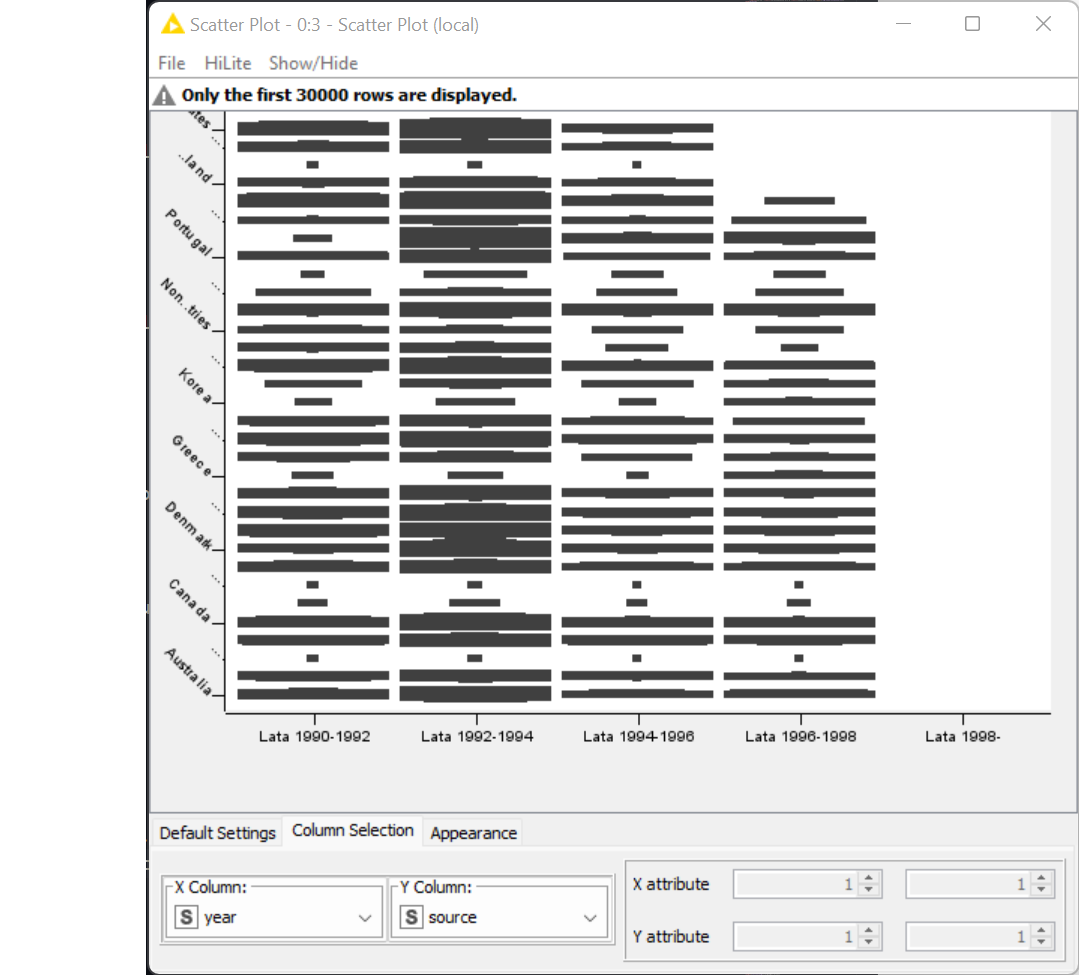 Scatter Plot - 0:3 - Scatter Plot (local)
File HiLite Show/Hide
Only the first 30000 rows are displayed.
..tes
...
..land
...
Portugal
...
Non..tries
...
Korea
...
Greece
...
Denmark
...
Canada
...
Australia
Lata 1990-1992 Lata 1992-1994 Lata 1994-1996 Lata 1996-1998 Lata 1998-
Default Settings Column Selection Appearance
X Column: Y Column:
S year S source
X attribute 1 1
Y attribute 1 1